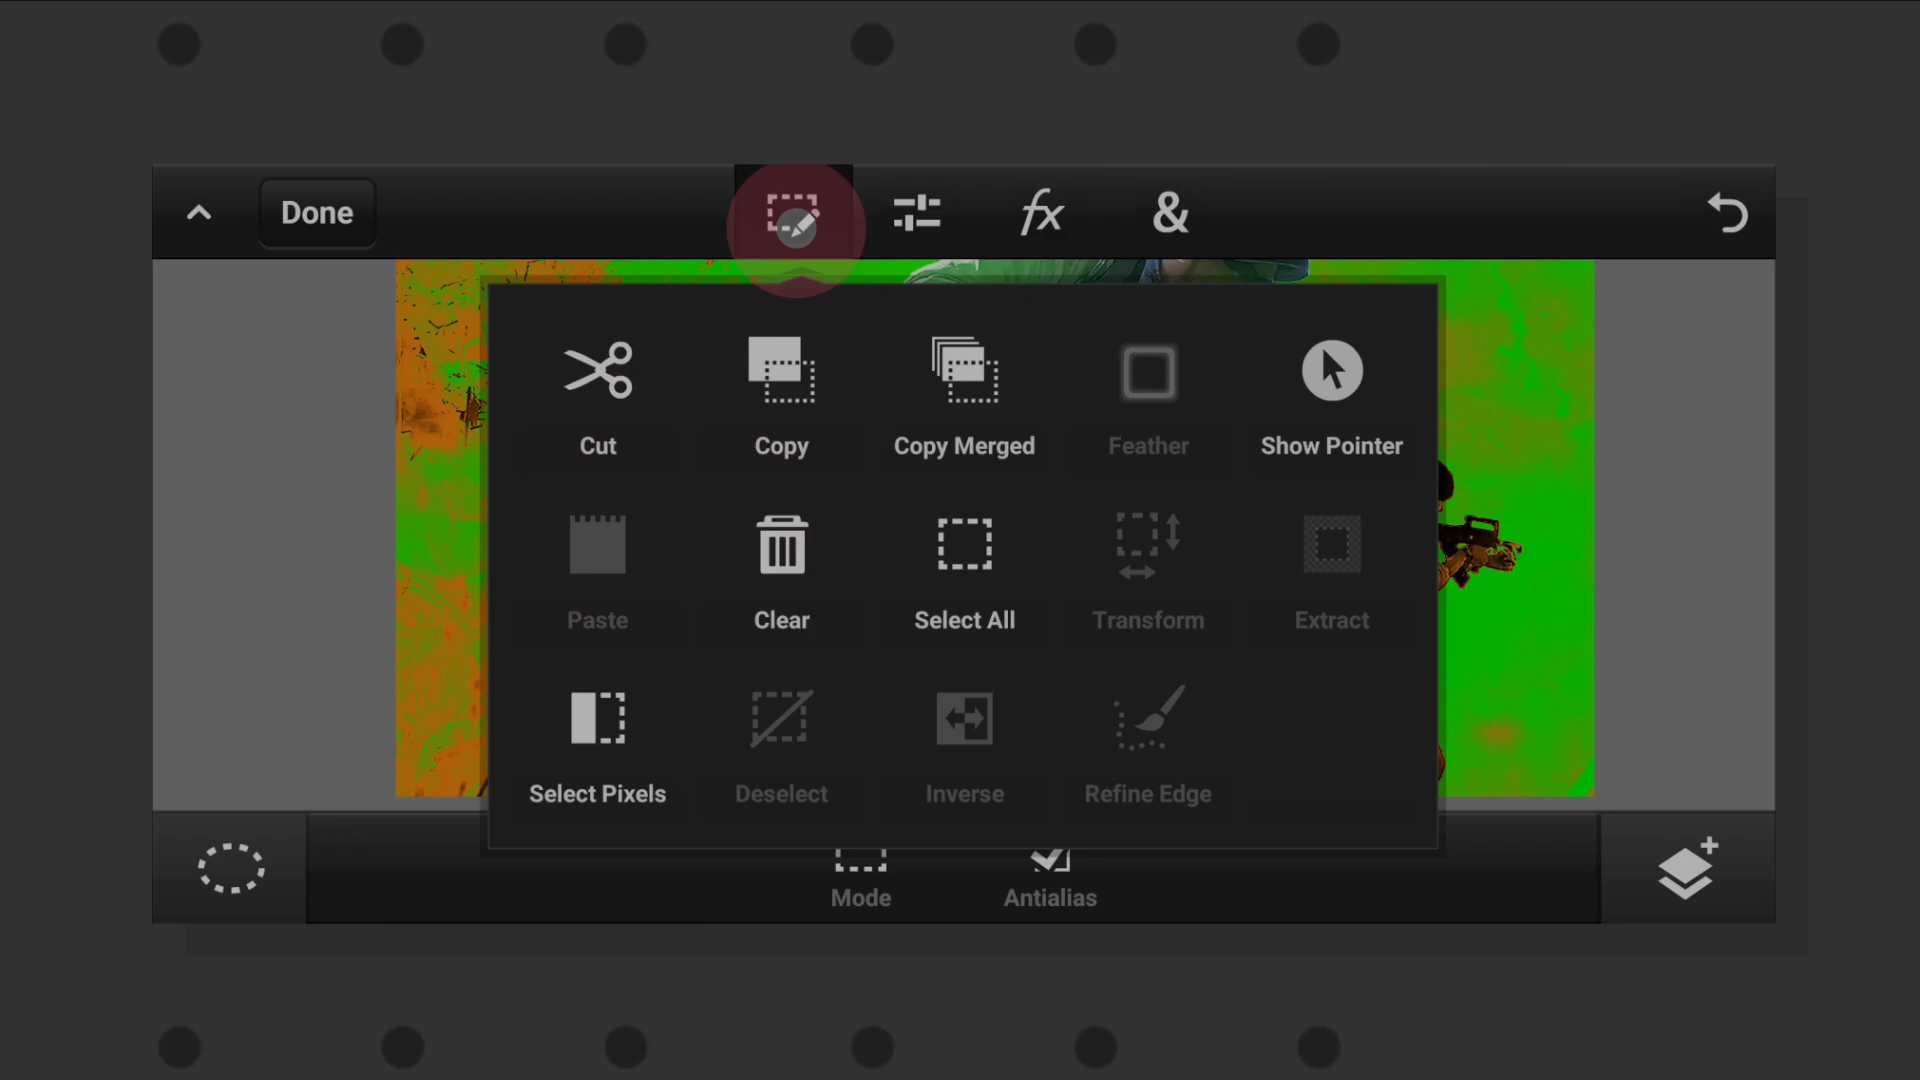 Done
fx
&
Cut
Copy
Copy Merged
Feather
Show Pointer
Paste
Clear
Select All
Transform
Extract
Select Pixels
Deselect
Inverse
Refine Edge
Mode
Antialias